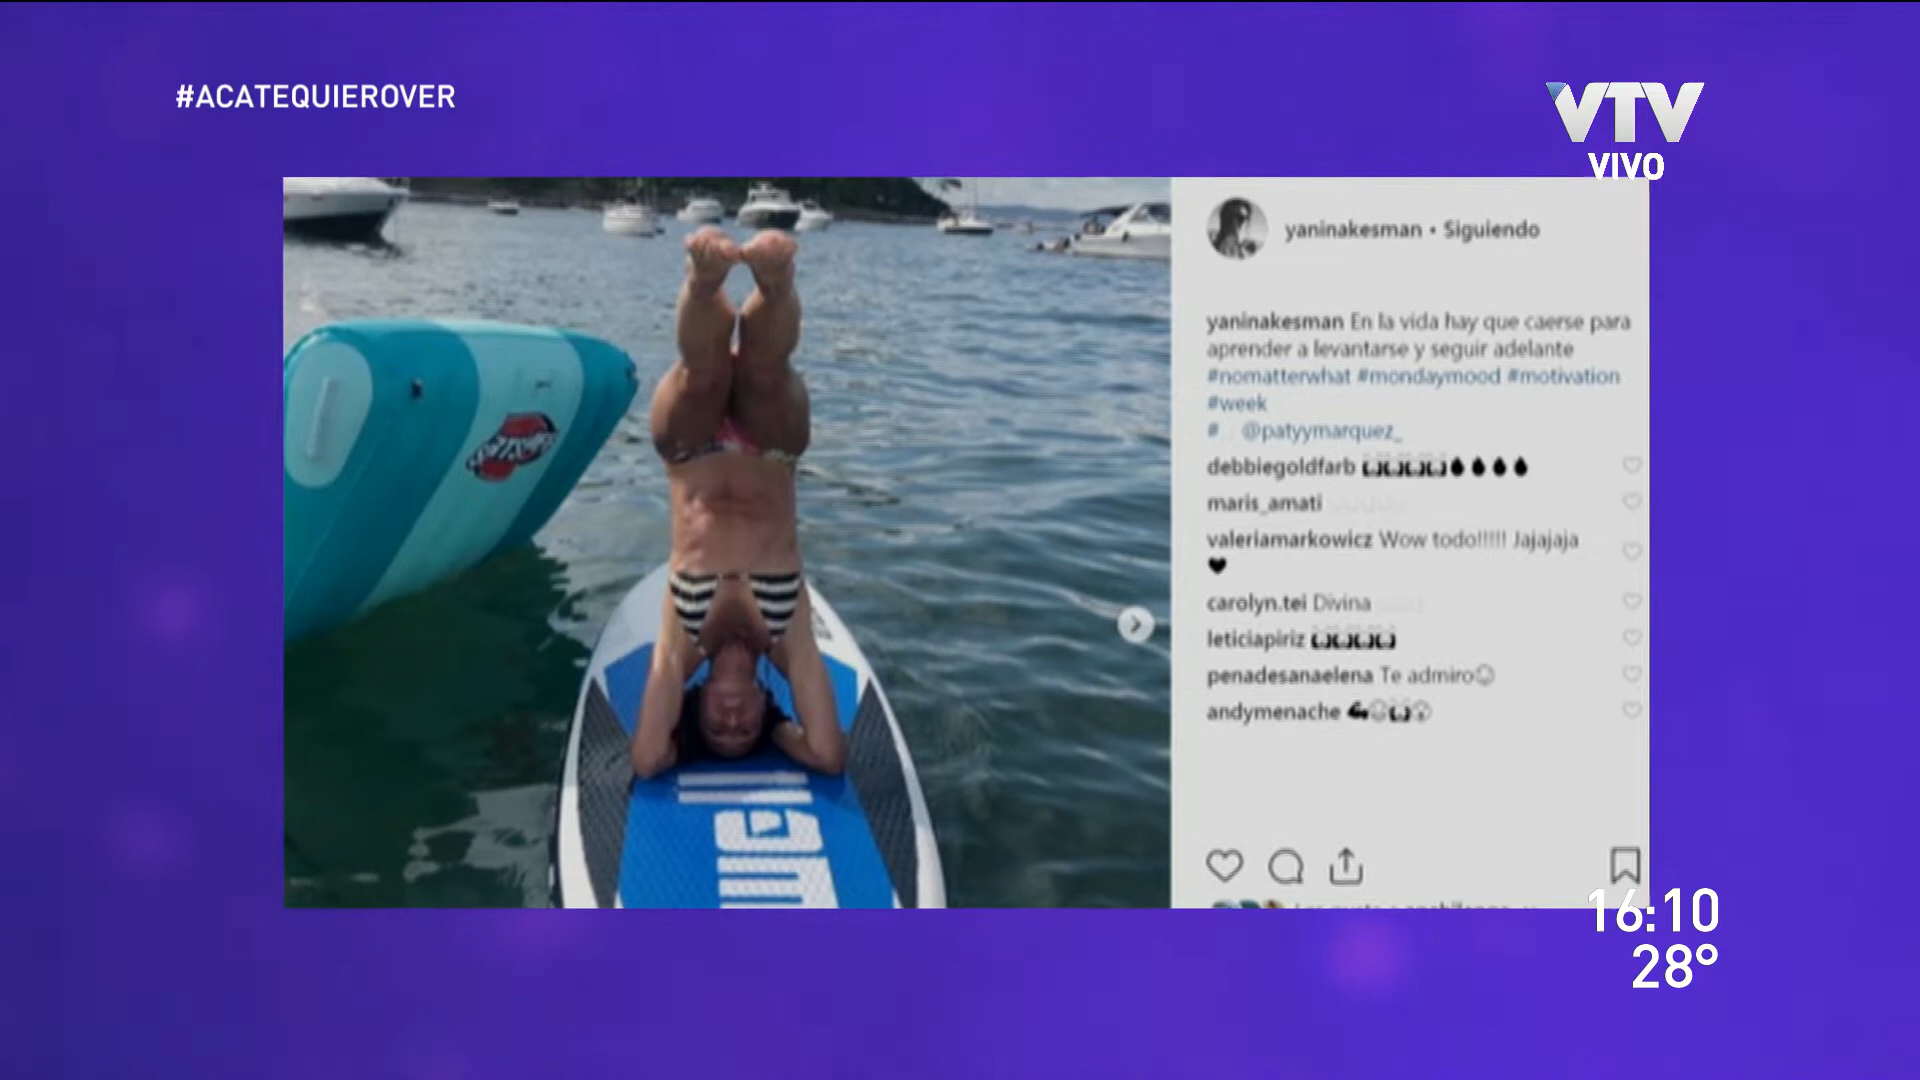 #ACATEQUIEROVER
VTV
VIVO
yaninakesman • Siguiendo
yaninakesman En la vida hay que caerse para
aprender a levantarse y seguir adelante
#nomatterwhat #mondaymood #motivation
#week
# @patyymarquez_
debbiegoldfarb
maris_amati
valeriamarkowicz Wow todo!!!!! Jajajaja
carolyn.tei Divina
leticiapiriz
penadesanaelena Te admiro
andymenache
16:10
28°